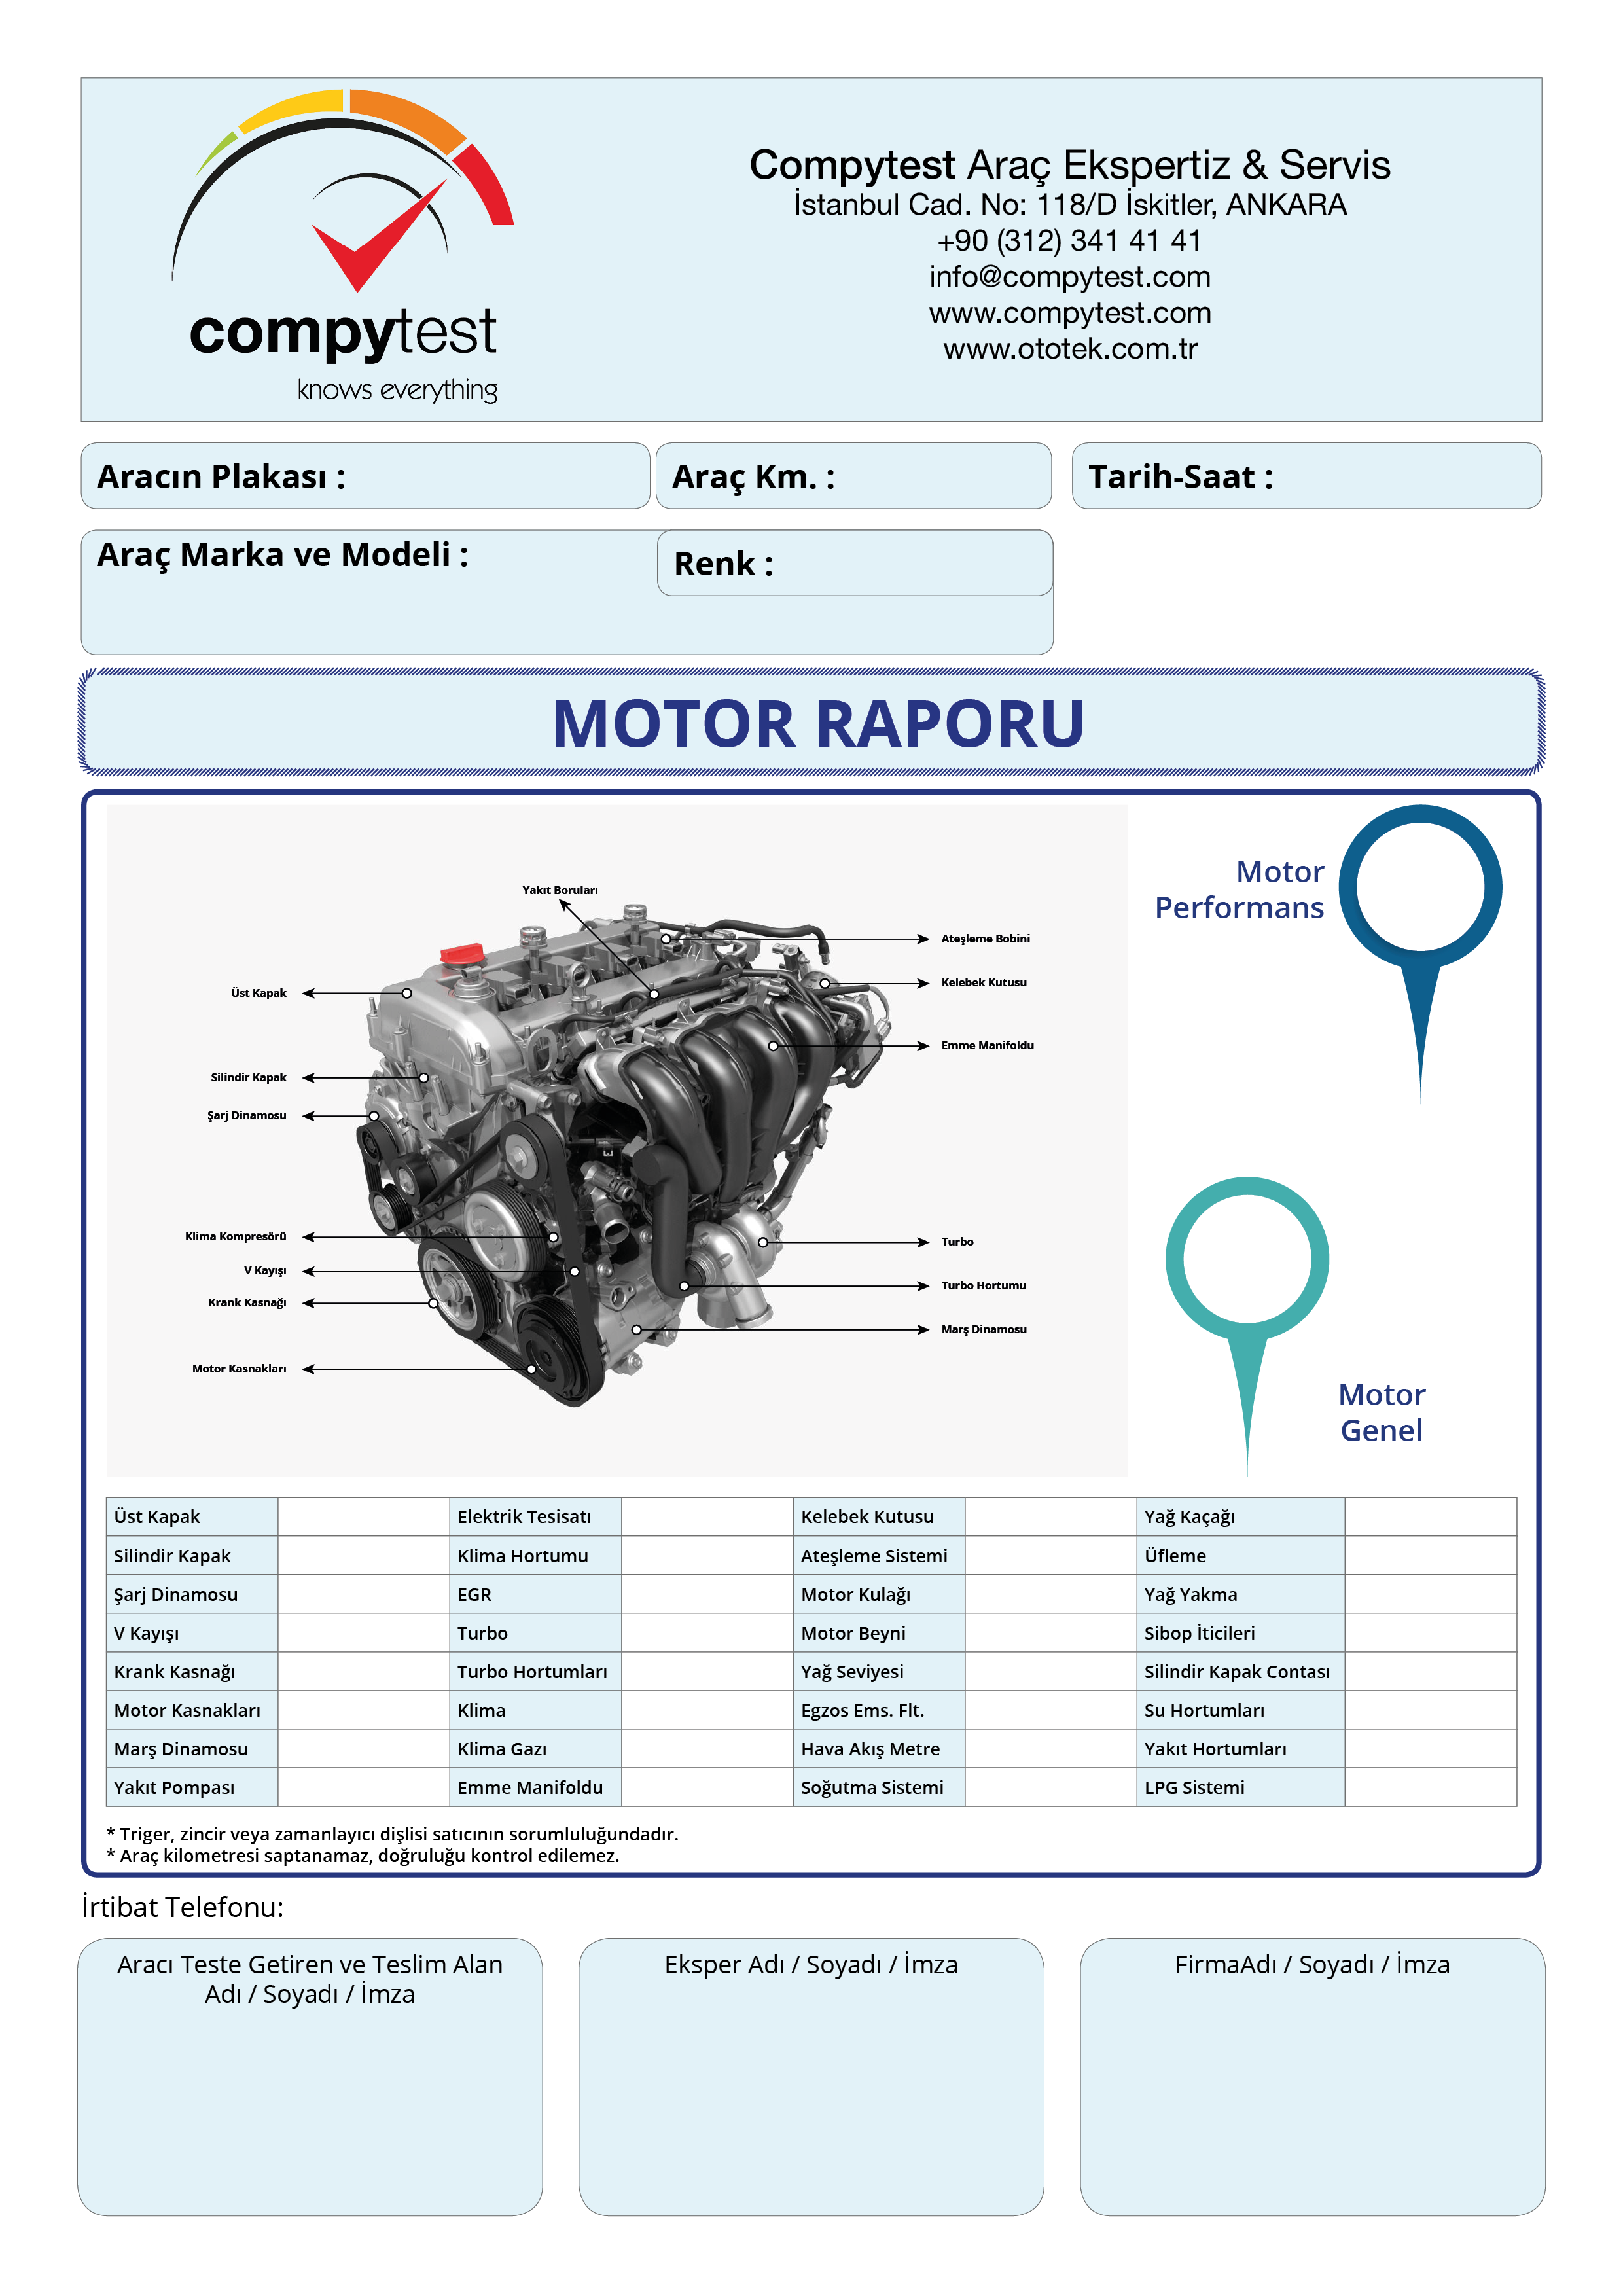 compytest
knows everything
Compytest Araç Ekspertiz & Servis
İstanbul Cad. No: 118/D İskitler, ANKARA
+90 (312) 341 41 41
info@compytest.com
www.compytest.com
www.ototek.com.tr
Aracın Plakası :
Araç Km. :
Tarih-Saat :
Araç Marka ve Modeli :
Renk :
MOTOR RAPORU
Yakıt Boruları
Ateşleme Bobini
Kelebek Kutusu
Üst Kapak
Emme Manifoldu
Silindir Kapak
Şarj Dinamosu
Klima Kompresörü
Turbo
V Kayışı
Turbo Hortumu
Krank Kasnağı
Marş Dinamosu
Motor Kasnakları
Motor
Performans
Motor
Genel
Üst Kapak Elektrik Tesisatı Kelebek Kutusu Yağ Kaçağı
Silindir Kapak Klima Hortumu Ateşleme Sistemi Üfleme
Şarj Dinamosu EGR Motor Kulağı Yağ Yakma
V Kayışı Turbo Motor Beyni Sibop İticileri
Krank Kasnağı Turbo Hortumları Yağ Seviyesi Silindir Kapak Contası
Motor Kasnakları Klima Egzos Ems. Flt. Su Hortumları
Marş Dinamosu Klima Gazı Hava Akış Metre Yakıt Hortumları
Yakıt Pompası Emme Manifoldu Soğutma Sistemi LPG Sistemi
* Triger, zincir veya zamanlayıcı dişlisi satıcının sorumluluğundadır.
* Araç kilometresi saptanamaz, doğruluğu kontrol edilemez.
İrtibat Telefonu:
Aracı Teste Getiren ve Teslim Alan
Adı / Soyadı / İmza
Eksper Adı / Soyadı / İmza
FirmaAdı / Soyadı / İmza